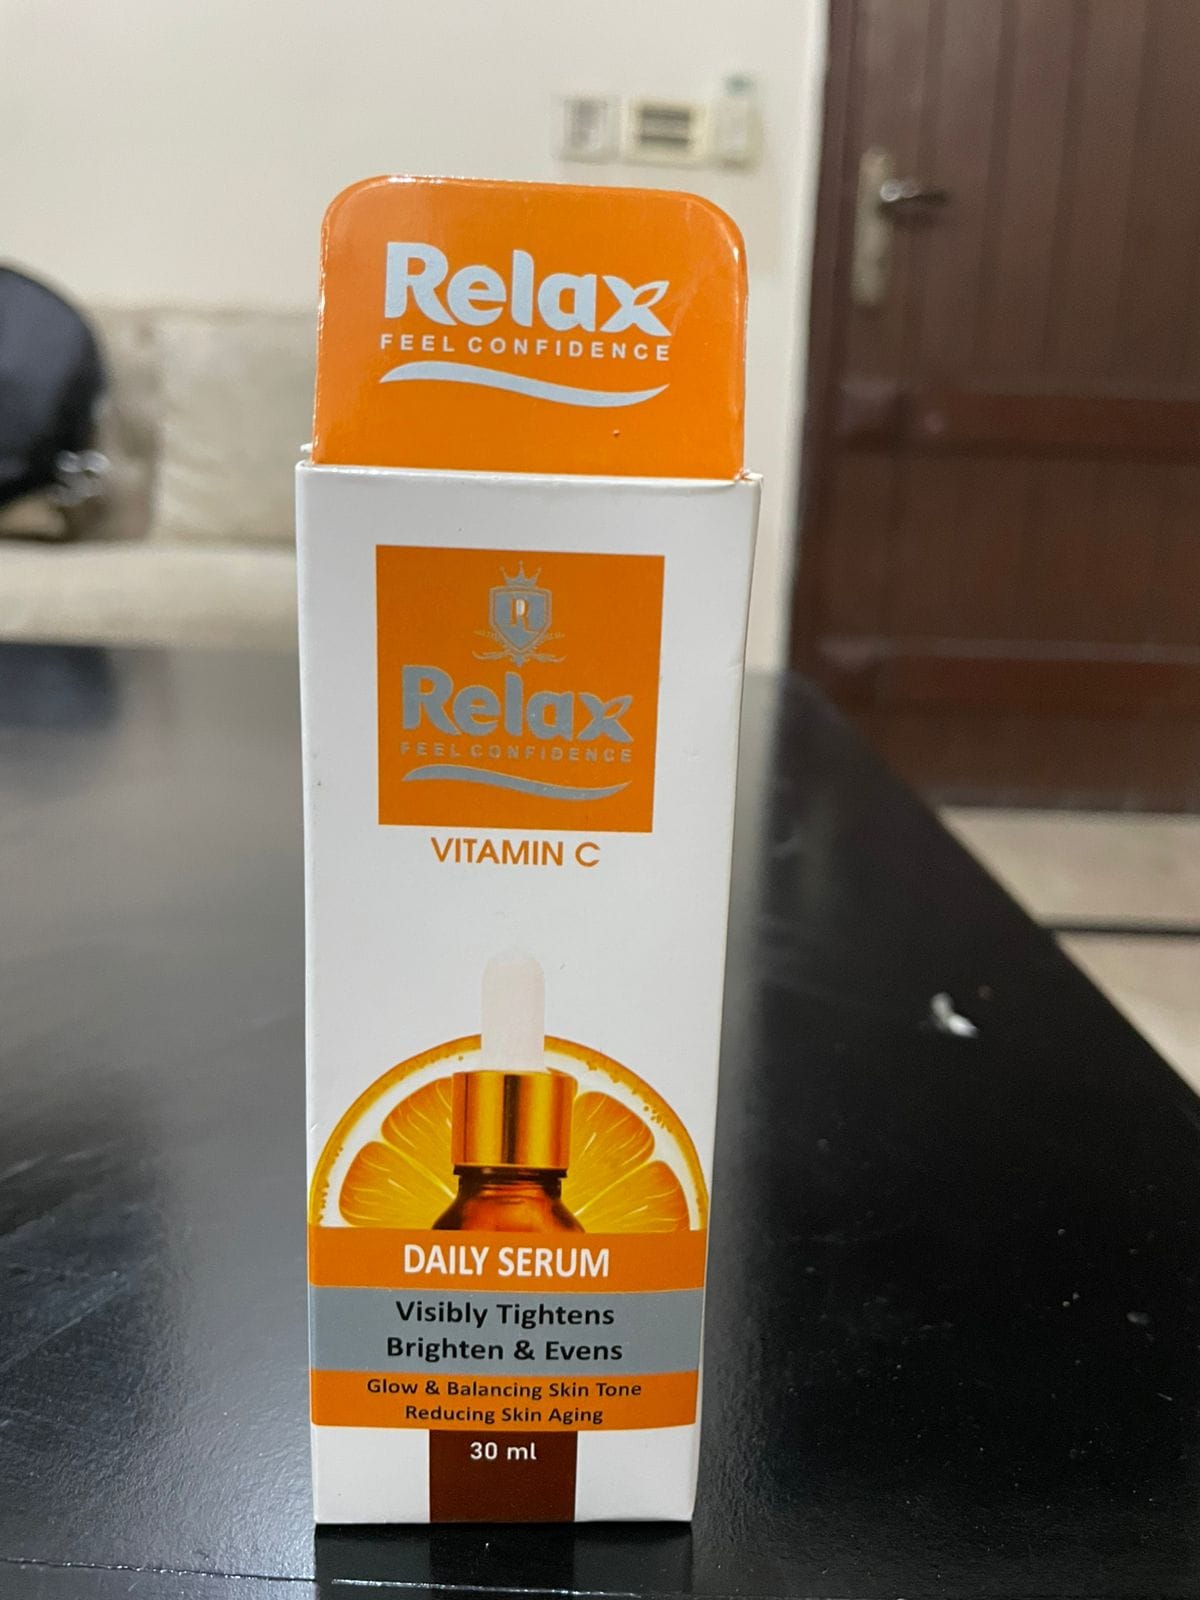 Relax
FEEL CONFIDENCE
R
Relax
FEEL CONFIDENCE
VITAMIN C
DAILY SERUM
Visibly Tightens
Brighten & Evens
Glow & Balancing Skin Tone
Reducing Skin Aging
30 ml